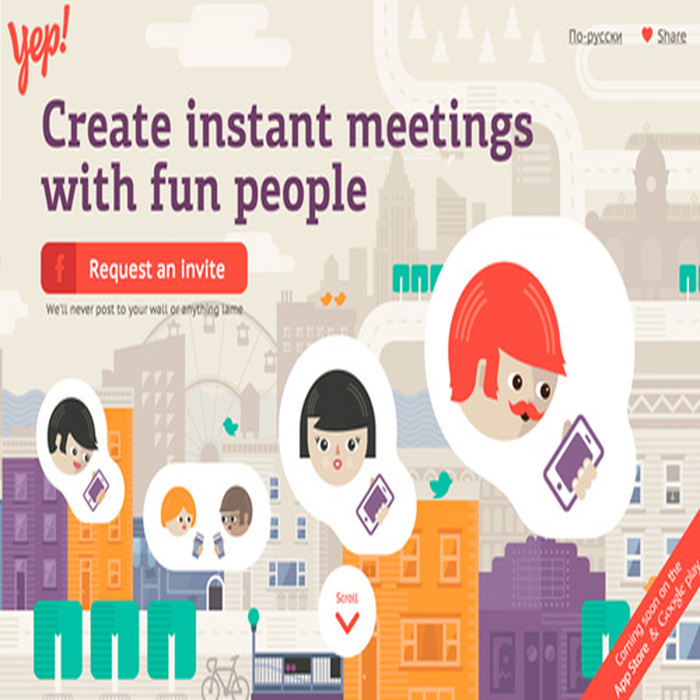 yep!
По-русски
Share
Create instant meetings
with fun people
f
Request an invite
We'll never post to your wall or anything lame
Scroll
Coming soon on the
App Store & Google play